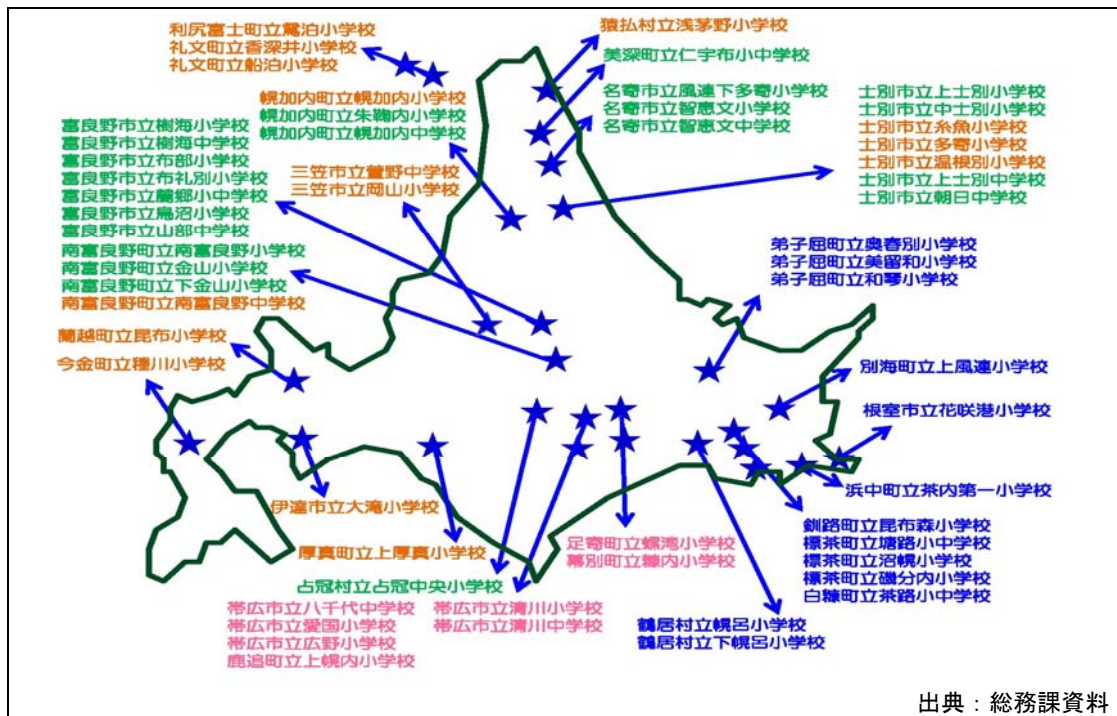 利尻富士町立鴛泊小学校
礼文町立香深井小学校
礼文町立船泊小学校
猿払村立浅茅野小学校
美深町立仁宇布小中学校
名寄市立風連下多寄小学校
名寄市立智恵文小学校
名寄市立智恵文中学校
幌加内町立幌加内小学校
幌加内町立朱鞠内小学校
幌加内町立幌加内中学校
士別市立上士別小学校
士別市立中士別小学校
士別市立糸魚小学校
士別市立多寄小学校
士別市立温根別小学校
士別市立上士別中学校
士別市立朝日中学校
富良野市立樹海小学校
富良野市立樹海中学校
富良野市立布部小学校
富良野市立布礼別小学校
富良野市立麓郷小中学校
富良野市立鳥沼小学校
富良野市立山部中学校
三笠市立萱野中学校
三笠市立岡山小学校
南富良野町立南富良野小学校
南富良野町立金山小学校
南富良野町立下金山小学校
南富良野町立南富良野中学校
弟子屈町立奥春別小学校
弟子屈町立美留和小学校
弟子屈町立和琴小学校
蘭越町立昆布小学校
今金町立種川小学校
別海町立上風連小学校
根室市立花咲港小学校
浜中町立茶内第一小学校
伊達市立大滝小学校
厚真町立上厚真小学校
占冠村立占冠中央小学校
足寄町立螺湾小学校
幕別町立糠内小学校
釧路町立昆布森小学校
標茶町立塘路小中学校
標茶町立沼幌小学校
標茶町立磯分内小学校
白糠町立茶路小中学校
帯広市立八千代中学校
帯広市立愛国小学校
帯広市立広野小学校
鹿追町立上幌内小学校
帯広市立清川小学校
帯広市立清川中学校
鶴居村立幌呂小学校
鶴居村立下幌呂小学校
出典：総務課資料